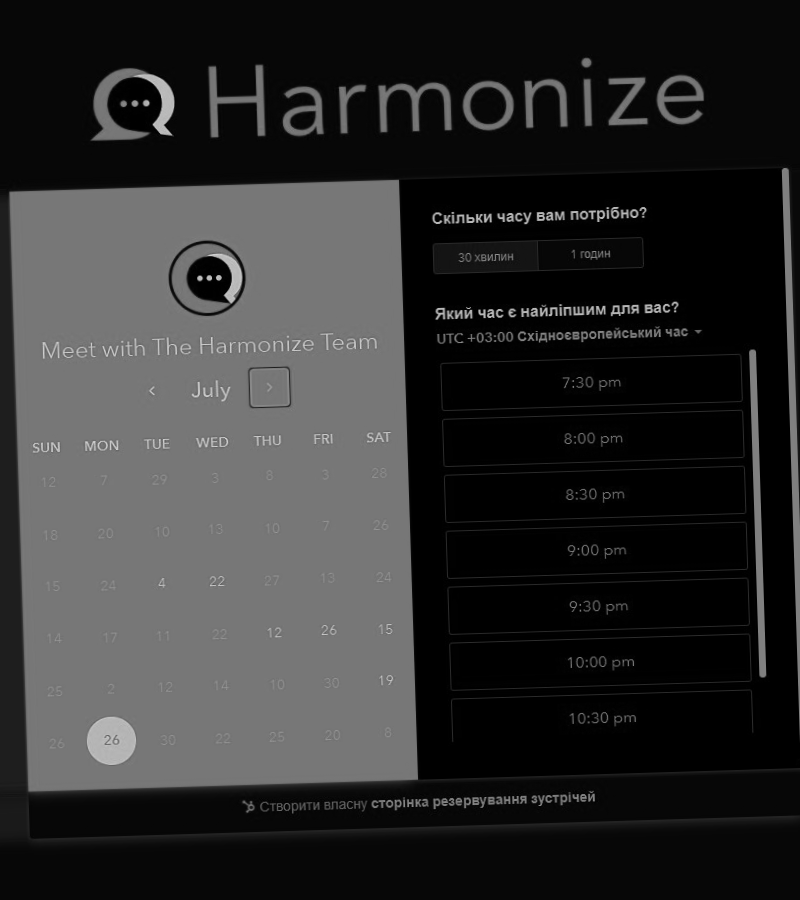 Harmonize
Meet with The Harmonize Team
July
SUN MON TUE WED THU FRI SAT
12 7 29 3 8 3 28
18 20 10 13 10 7 26
15 24 4 22 27 13 24
14 17 11 22 12 26 15
25 2 12 14 10 30 19
26 26 30 22 25 20 8
Скільки часу вам потрібно?
30 хвилин 1 годин
Який час є найліпшим для вас?
UTC +03:00 Східноєвропейський час
7:30 pm
8:00 pm
8:30 pm
9:00 pm
9:30 pm
10:00 pm
10:30 pm
Створити власну сторінка резервування зустрічей